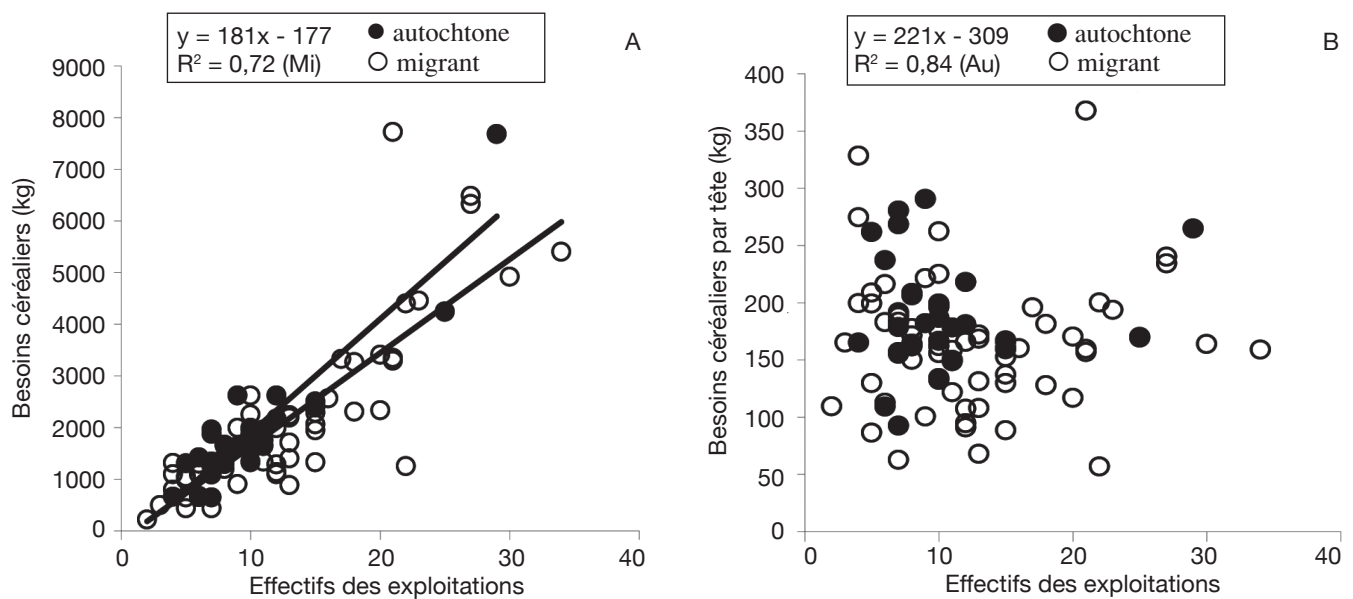 y = 181x - 177
R² = 0,72 (Mi)
autochtone
migrant
A
Besoins céréaliers (kg)
9000
8000
7000
6000
5000
4000
3000
2000
1000
0
0 10 20 30 40
Effectifs des exploitations
y = 221x - 309
R² = 0,84 (Au)
autochtone
migrant
B
Besoins céréaliers par tête (kg)
400
350
300
250
200
150
100
50
0
0 10 20 30 40
Effectifs des exploitations